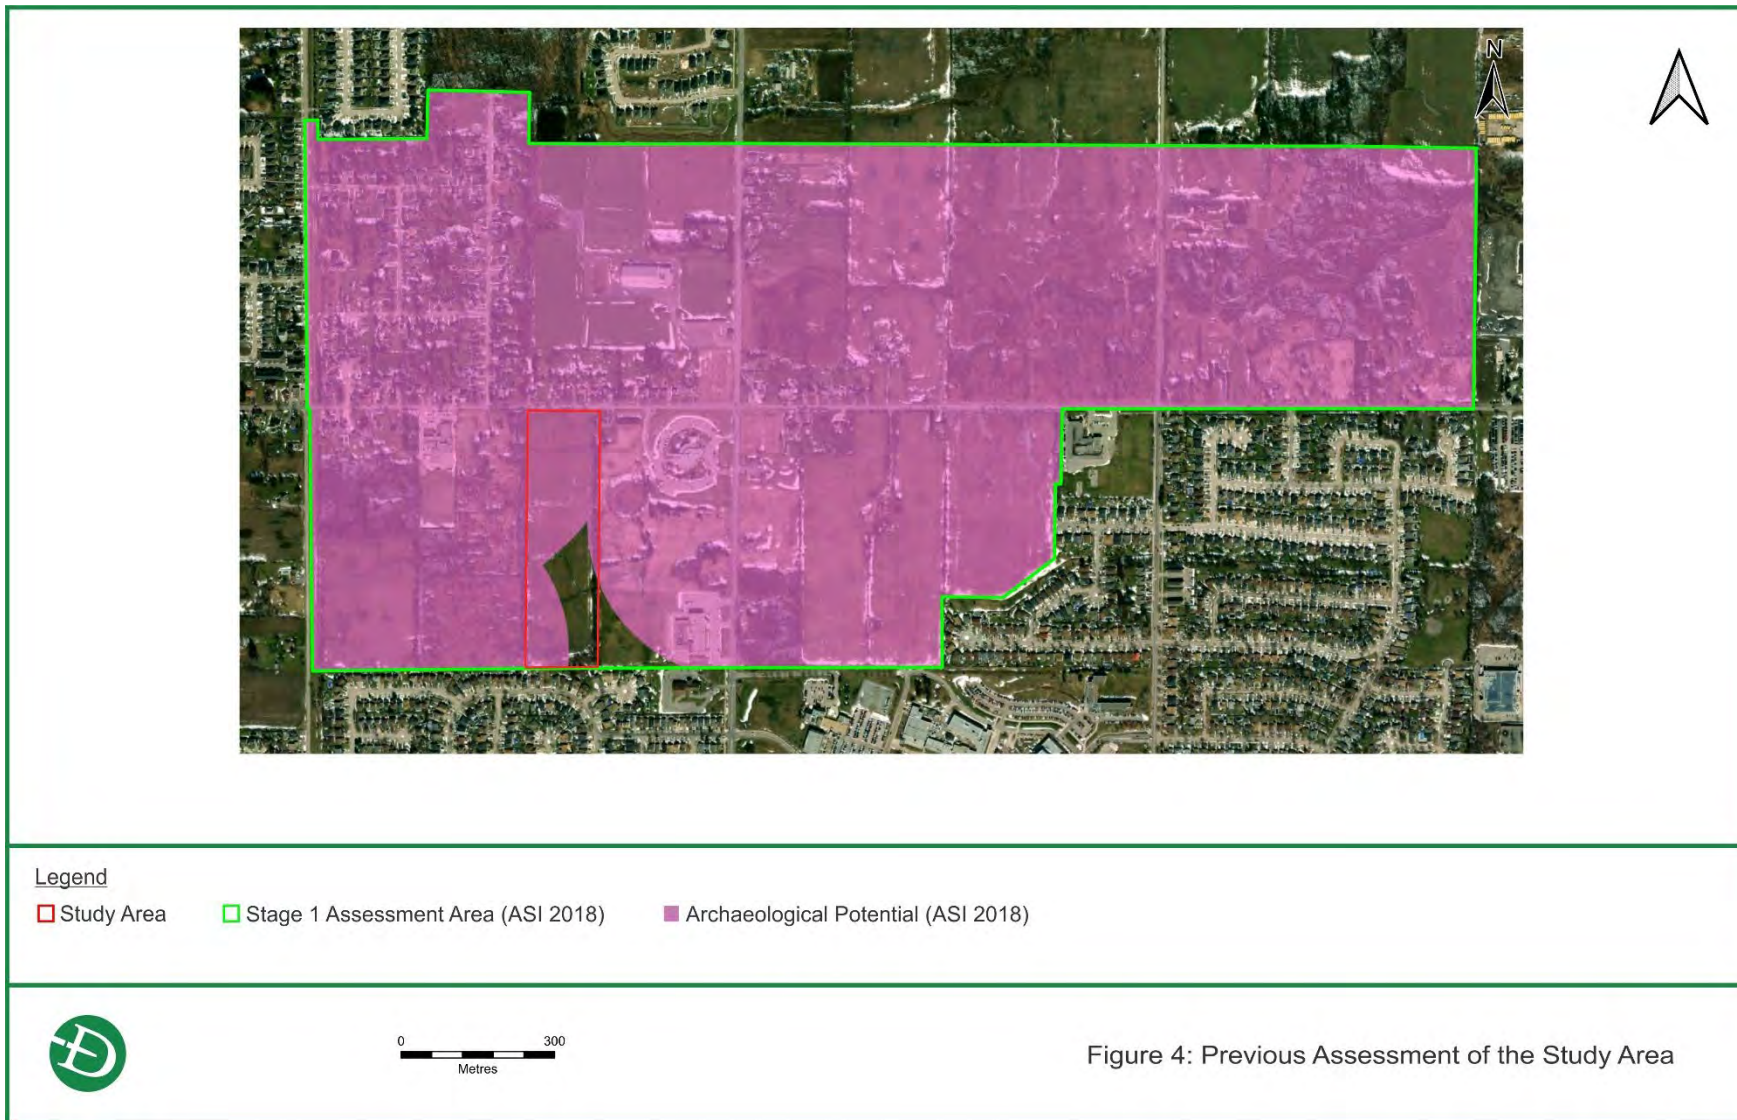 N
Legend
Study Area
Stage 1 Assessment Area (ASI 2018)
Archaeological Potential (ASI 2018)
0 300
Metres
Figure 4: Previous Assessment of the Study Area